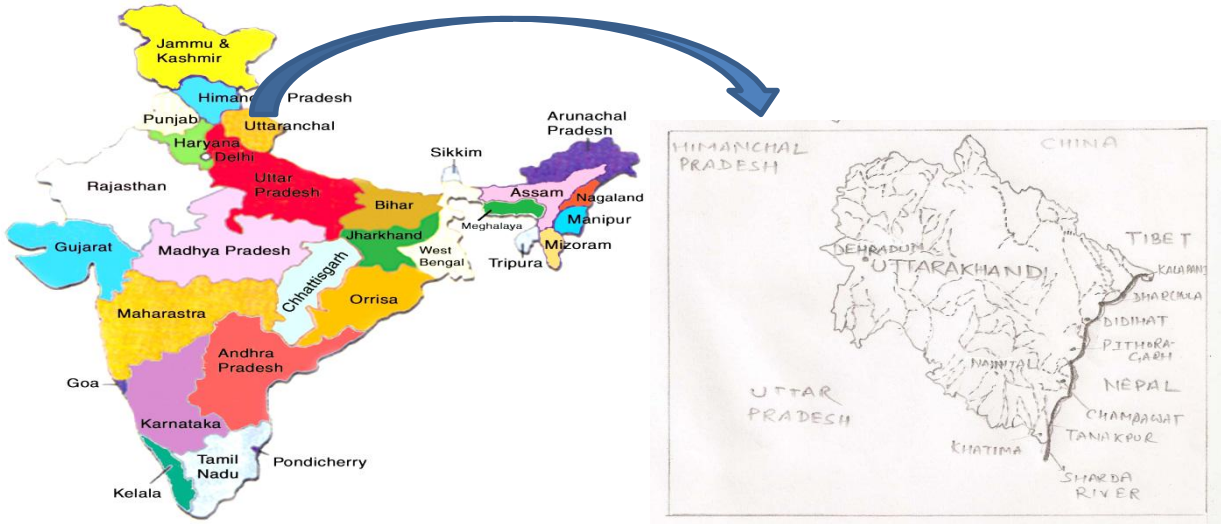 Jammu &
Kashmir
Himanc Pradesh
Punjab
Uttaranchal
Haryana
Delhi
Rajasthan
Uttar
Pradesh
Sikkim
Arunachal
Pradesh
Assam
Nagaland
Bihar
Meghalaya
Manipur
Gujarat
Madhya Pradesh
Jharkhand
West
Bengal
Tripura
Mizoram
Chhattisgarh
Orrisa
Maharastra
Andhra
Pradesh
Goa
Karnataka
Tamil
Nadu
Pondicherry
Kelala
HIMANCHAL
PRADESH
CHINA
TIBET
DEHRADUN
UTTARAKHAND
KALAPANI
DHARCHULA
DIDIHAT
PITHORA-
GARH
NAINITAL
NEPAL
UTTAR
PRADESH
CHAMPAWAT
TANAKPUR
KHATIMA
SHARDA
RIVER